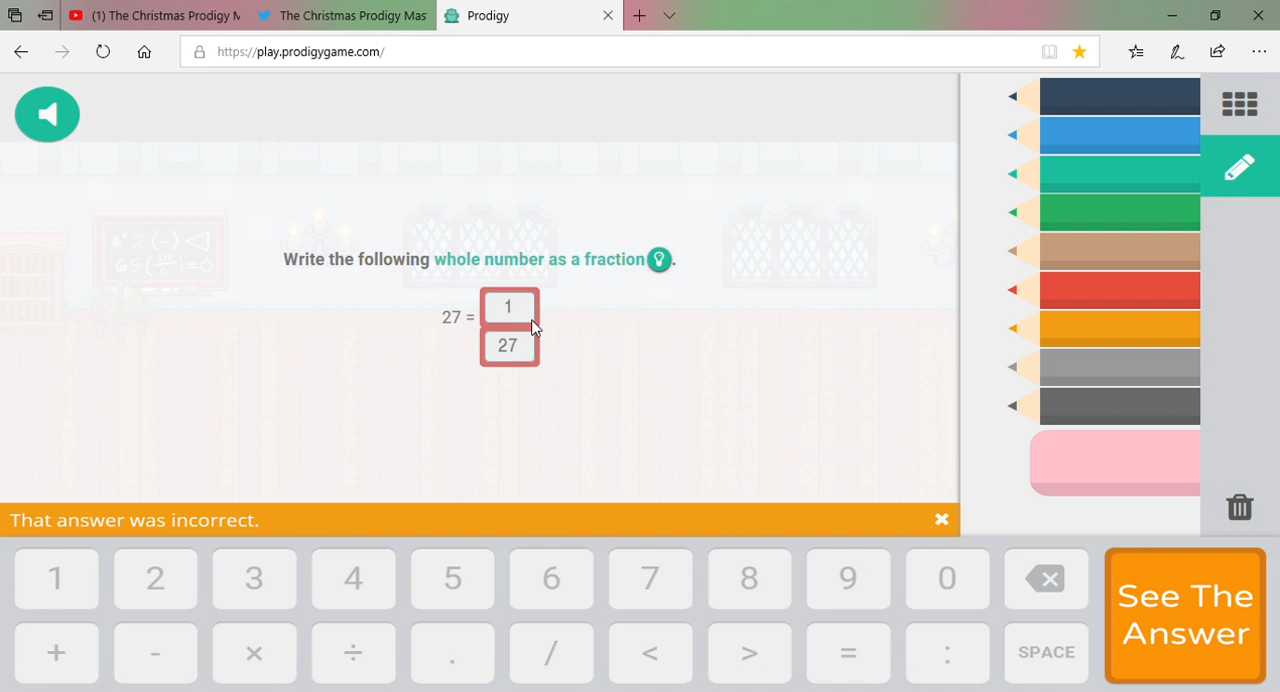 (1) The Christmas Prodigy M
The Christmas Prodigy Mas
Prodigy
https://play.prodigygame.com/
Write the following whole number as a fraction.
27 =
1
27
That answer was incorrect.
1 2 3 4 5 6 7 8 9 0
+ - × ÷ . / < > = : SPACE
See The
Answer